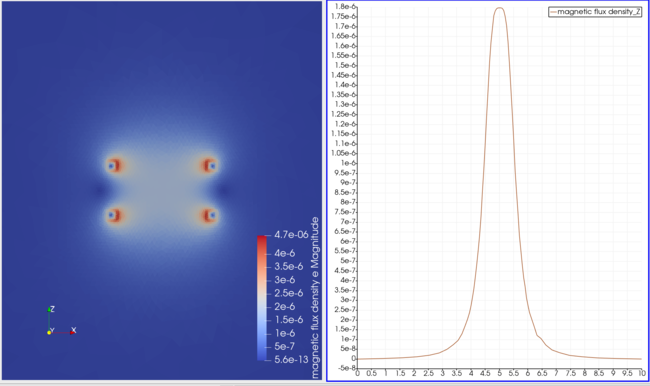 4.7e-06
4e-6
3.5e-6
3e-6
2.5e-6
2e-6
1.5e-6
1e-6
5e-7
5.6e-13
magnetic flux density e Magnitude
Z
Y X
magnetic flux density_Z
1.8e-6
1.75e-6
1.7e-6
1.65e-6
1.6e-6
1.55e-6
1.5e-6
1.45e-6
1.4e-6
1.35e-6
1.3e-6
1.25e-6
1.2e-6
1.15e-6
1.1e-6
1.05e-6
1e-6
9.5e-7
9e-7
8.5e-7
8e-7
7.5e-7
7e-7
6.5e-7
6e-7
5.5e-7
5e-7
4.5e-7
4e-7
3.5e-7
3e-7
2.5e-7
2e-7
1.5e-7
1e-7
5e-8
0
-5e-8
0 0.5 1 1.5 2 2.5 3 3.5 4 4.5 5 5.5 6 6.5 7 7.5 8 8.5 9 9.5 10